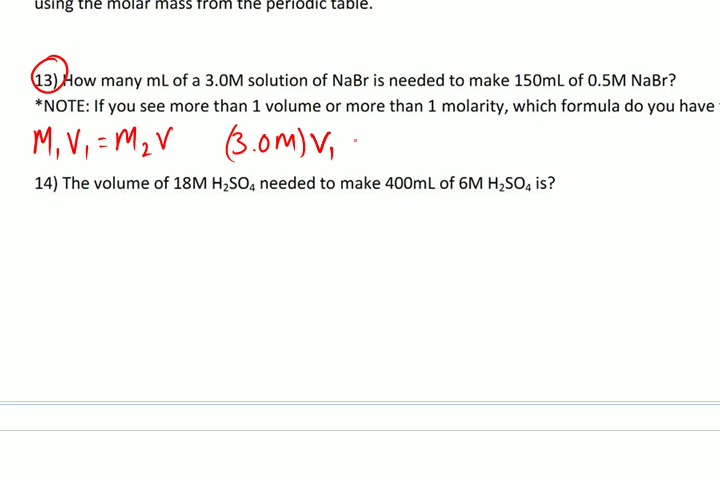 using the molar mass from the periodic table.
13) How many mL of a 3.0M solution of NaBr is needed to make 150mL of 0.5M NaBr?
*NOTE: If you see more than 1 volume or more than 1 molarity, which formula do you have
M₁V₁ = M₂V (3.0M)V₁
14) The volume of 18M H₂SO₄ needed to make 400mL of 6M H₂SO₄ is?